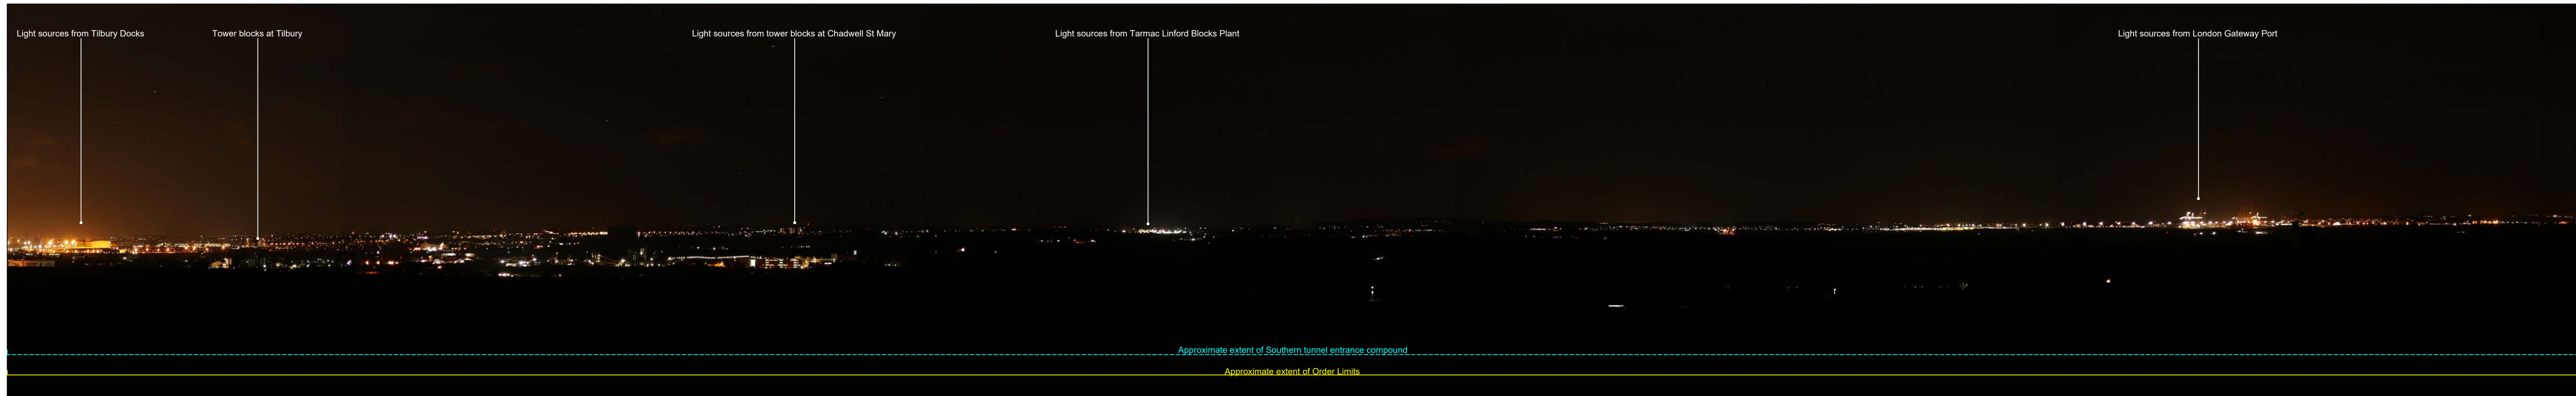 Light sources from Tilbury Docks
Tower blocks at Tilbury
Light sources from tower blocks at Chadwell St Mary
Light sources from Tarmac Linford Blocks Plant
Light sources from London Gateway Port
Approximate extent of Southern tunnel entrance compound
Approximate extent of Order Limits